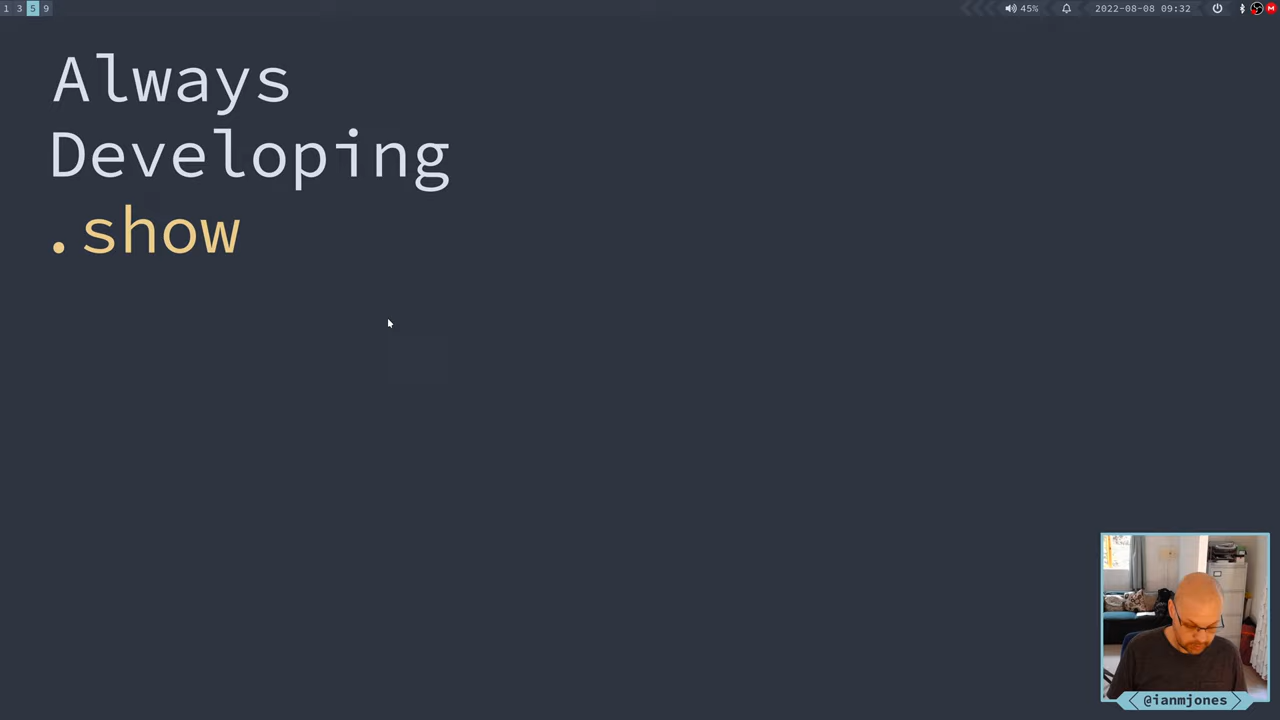 1 3 5 9
45%
2022-08-08 09:32
M
Always
Developing
.show
@ianmjones